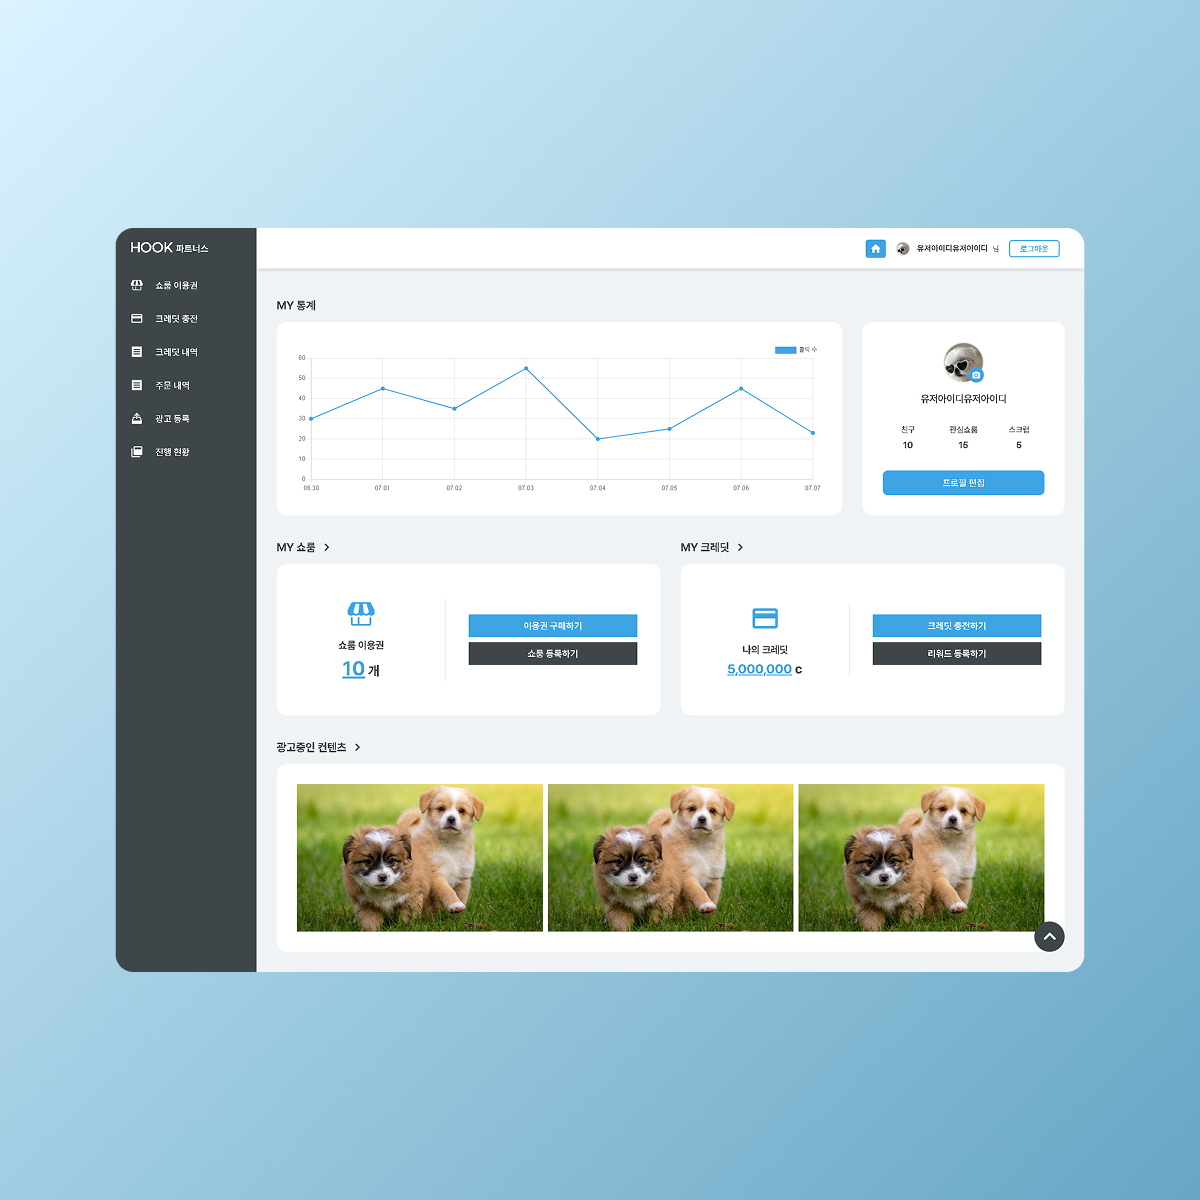 HOOK 파트너스
쇼룸 이용권
크레딧 충전
크레딧 내역
주문 내역
광고 등록
진행 현황
유저아이디유저아이디 님
로그아웃
MY 통계
클릭 수
60
50
40
30
20
10
0
06.30 07.01 07.02 07.03 07.04 07.05 07.06 07.07
유저아이디유저아이디
친구 관심쇼룸 스크랩
10 15 5
프로필 편집
MY 쇼룸
쇼룸 이용권
10 개
이용권 구매하기
쇼룸 등록하기
MY 크레딧
나의 크레딧
5,000,000 c
크레딧 충전하기
리워드 등록하기
광고중인 컨텐츠